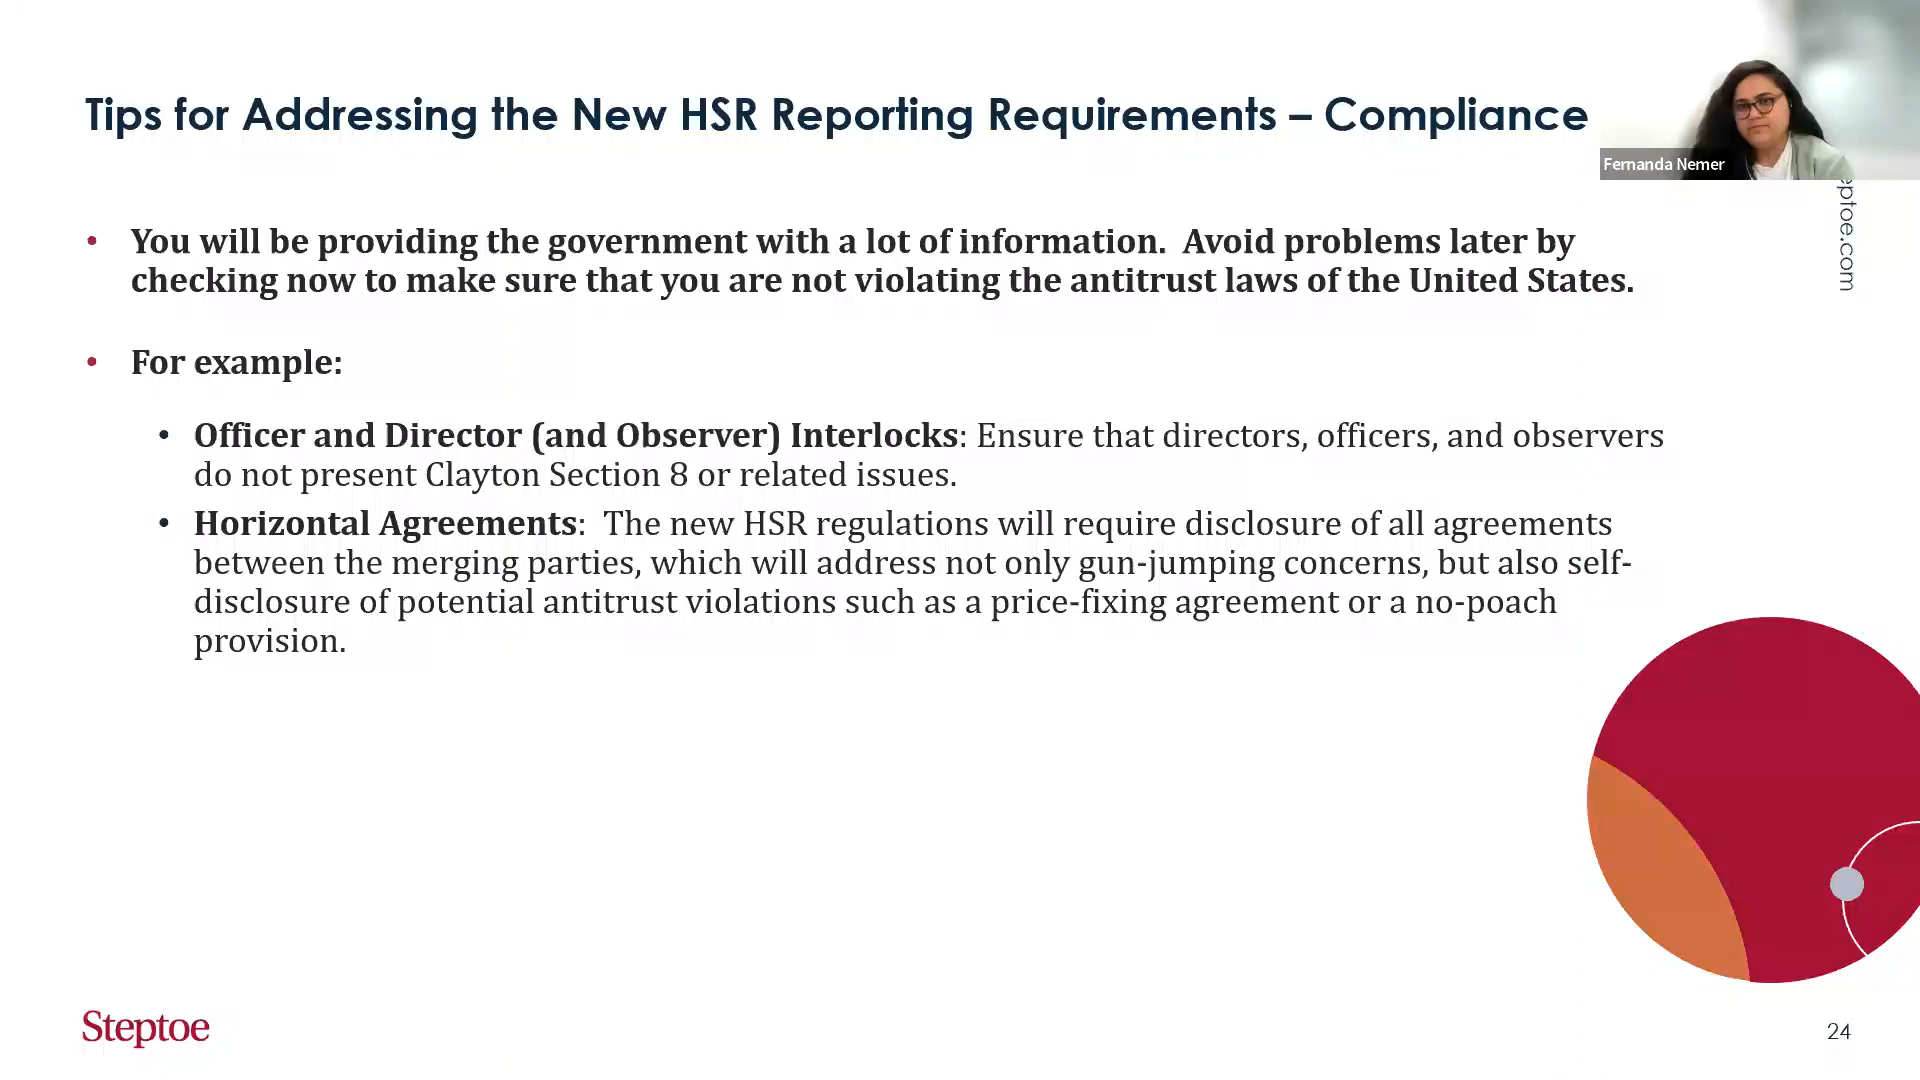 Tips for Addressing the New HSR Reporting Requirements – Compliance
Fernanda Nemer
eptoe.com
• You will be providing the government with a lot of information.  Avoid problems later by
checking now to make sure that you are not violating the antitrust laws of the United States.
• For example:
• Officer and Director (and Observer) Interlocks: Ensure that directors, officers, and observers
do not present Clayton Section 8 or related issues.
• Horizontal Agreements:  The new HSR regulations will require disclosure of all agreements
between the merging parties, which will address not only gun-jumping concerns, but also self-
disclosure of potential antitrust violations such as a price-fixing agreement or a no-poach
provision.
Steptoe
24